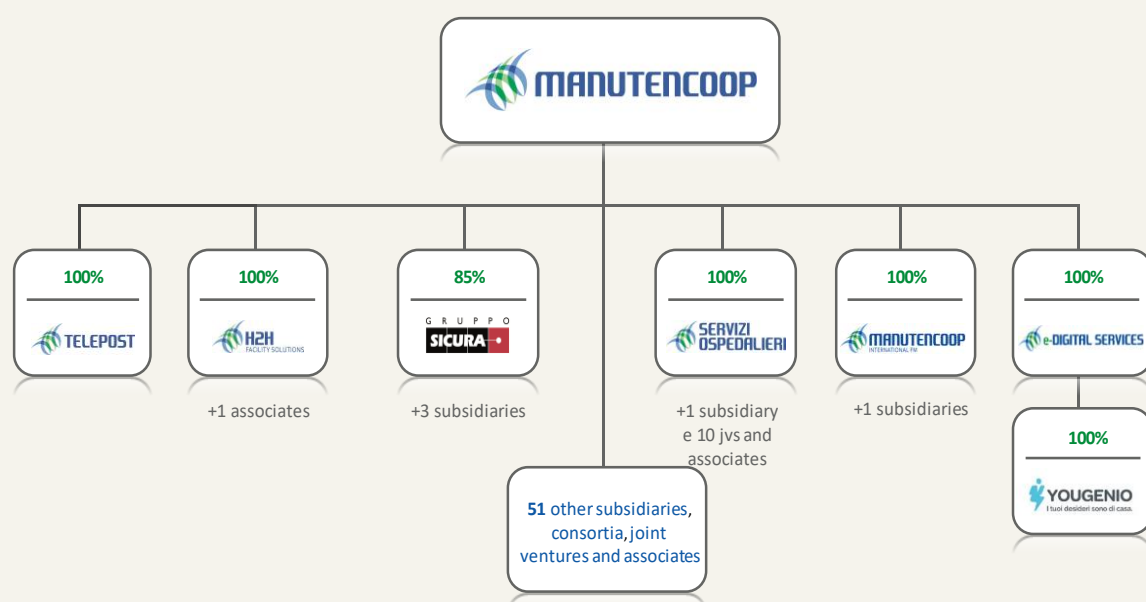 MANUTENCOOP
100%
TELEPOST
100%
H2H
FACILITY SOLUTIONS
+1 associates
85%
GRUPPO
SICURA
+3 subsidiaries
100%
SERVIZI
OSPEDALIERI
+1 subsidiary
e 10 jvs and
associates
100%
MANUTENCOOP
INTERNATIONAL FM
+1 subsidiaries
100%
e-DIGITAL SERVICES
100%
YOUGENIO
I tuoi desideri sono di casa.
51 other subsidiaries,
consortia, joint
ventures and associates